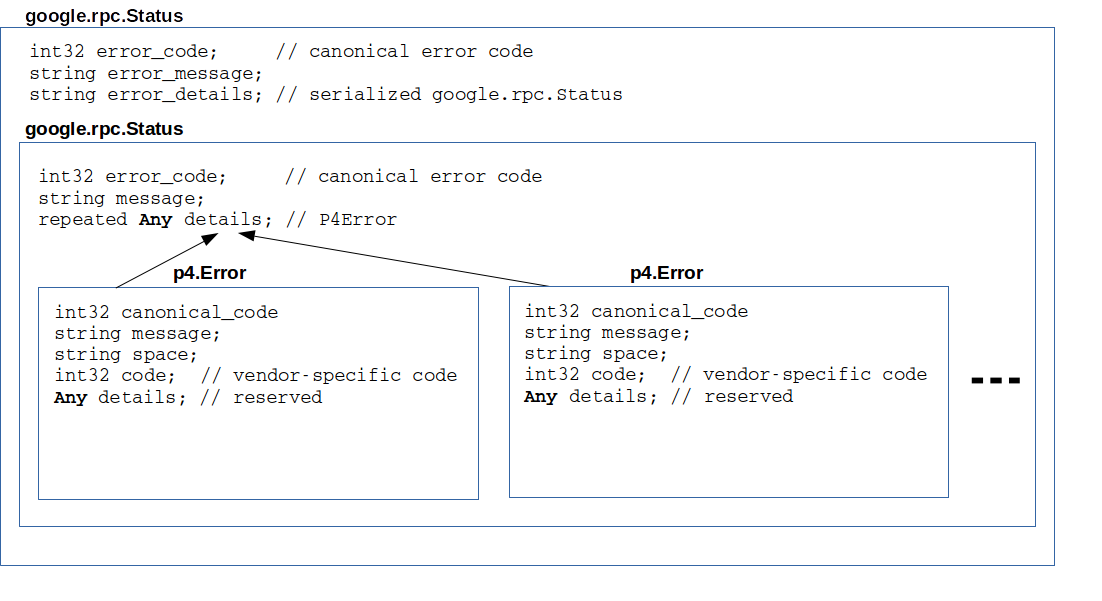 google.rpc.Status
int32 error_code; // canonical error code
string error_message;
string error_details; // serialized google.rpc.Status
google.rpc.Status
int32 error_code; // canonical error code
string message;
repeated Any details; // P4Error
p4.Error
int32 canonical_code
string message;
string space;
int32 code; // vendor-specific code
Any details; // reserved
p4.Error
int32 canonical_code
string message;
string space;
int32 code; // vendor-specific code
Any details; // reserved